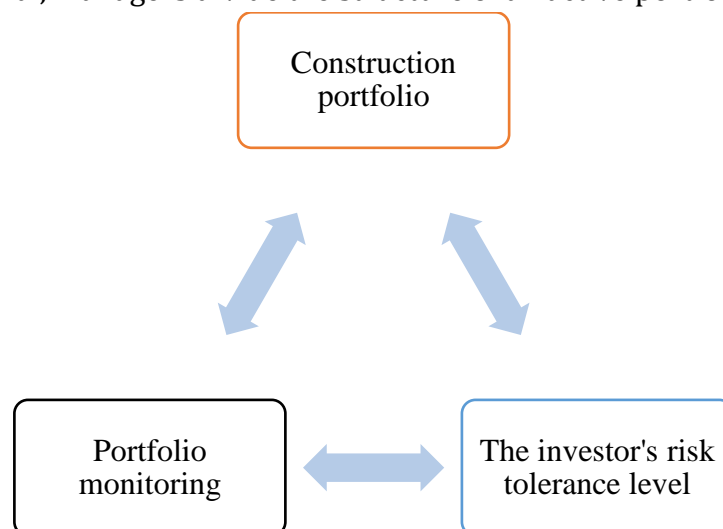 Construction
portfolio
Portfolio
monitoring
The investor's risk
tolerance level